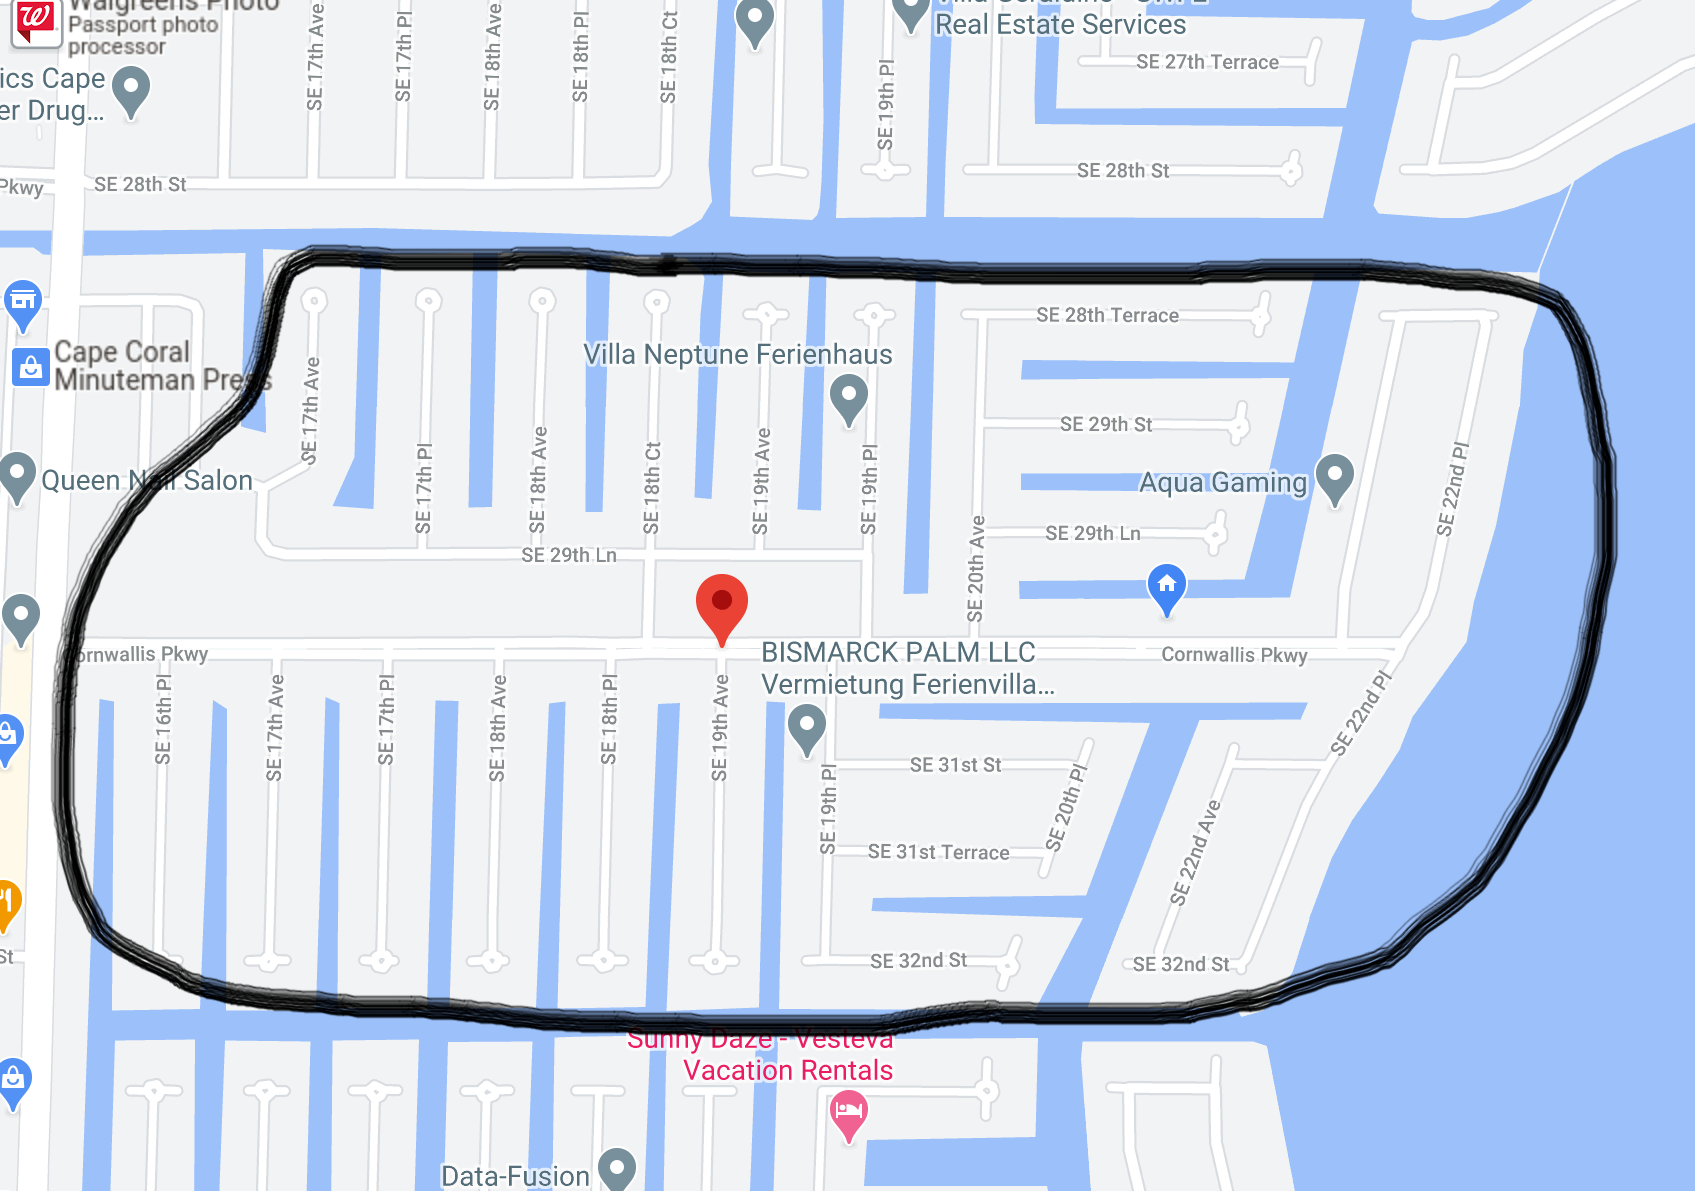 Walgreens Photo
Passport photo
processor
Real Estate Services
SE 17th Ave
SE 17th Pl
SE 18th Ave
SE 18th Pl
SE 18th Ct
SE 19th Pl
SE 27th Terrace
ics Cape
er Drug...
Pkwy
SE 28th St
SE 28th St
SE 28th Terrace
Cape Coral
Minuteman Press
Villa Neptune Ferienhaus
SE 17th Ave
SE 17th Pl
SE 18th Ave
SE 18th Ct
SE 19th Ave
SE 19th Pl
SE 29th St
Queen Nail Salon
Aqua Gaming
SE 22nd Pl
SE 29th Ln
SE 20th Ave
SE 29th Ln
Cornwallis Pkwy
BISMARCK PALM LLC
Vermietung Ferienvilla...
Cornwallis Pkwy
SE 16th Pl
SE 17th Ave
SE 17th Pl
SE 18th Ave
SE 18th Pl
SE 19th Ave
SE 22nd Pl
SE 31st St
SE 19th Pl
SE 20th Pl
SE 31st Terrace
SE 22nd Ave
St
SE 32nd St
SE 32nd St
Sunny Daze - Vesteva
Vacation Rentals
Data-Fusion